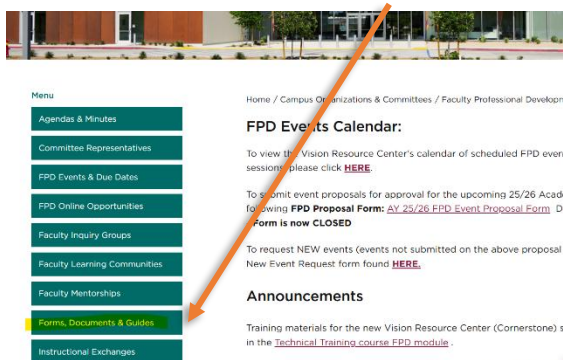 Menu
Agendas & Minutes
Committee Representatives
FPD Events & Due Dates
FPD Online Opportunities
Faculty Inquiry Groups
Faculty Learning Communities
Faculty Mentorships
Forms, Documents & Guides
Instructional Exchanges
Home / Campus Organizations & Committees / Faculty Professional Developm
FPD Events Calendar:
To view the Vision Resource Center's calendar of scheduled FPD even
sessions please click HERE.
To submit event proposals for approval for the upcoming 25/26 Acad
following FPD Proposal Form: AY 25/26 FPD Event Proposal Form D
Form is now CLOSED
To request NEW events (events not submitted on the above proposal
New Event Request form found HERE.
Announcements
Training materials for the new Vision Resource Center (Cornerstone) s
in the Technical Training course FPD module .